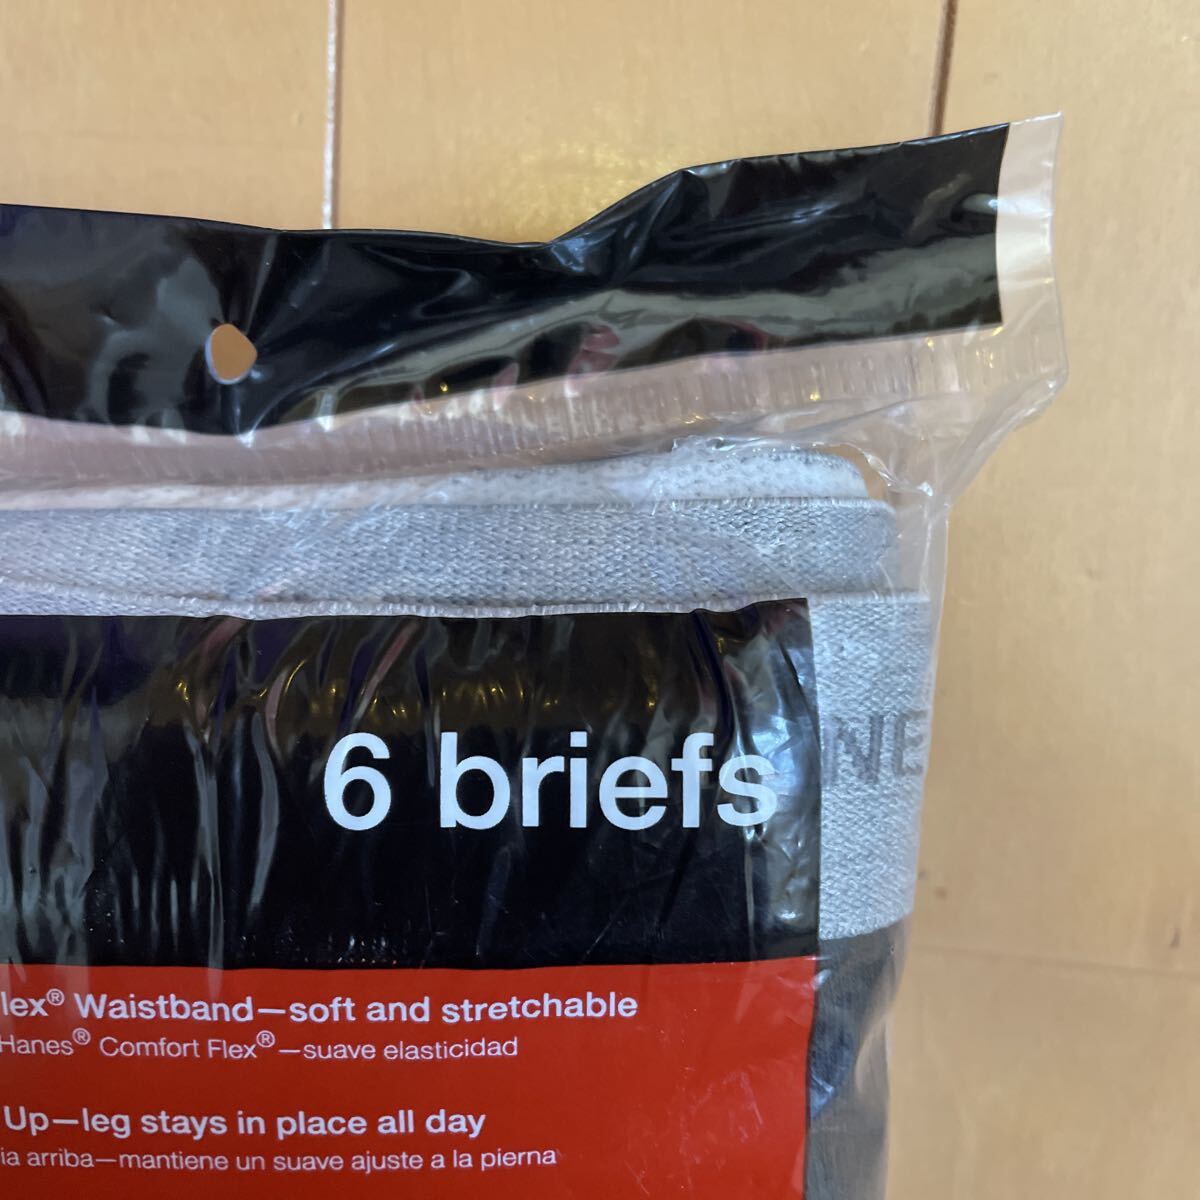 6 briefs
NE
lex® Waistband—soft and stretchable
Hanes® Comfort Flex®—suave elasticidad
Up—leg stays in place all day
ia arriba—mantiene un suave ajuste a la pierna